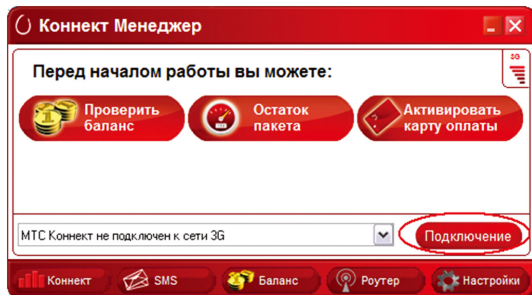 Коннект Менеджер
3G
Перед началом работы вы можете:
Проверить
баланс
Остаток
пакета
Активировать
карту оплаты
МТС Коннект не подключен к сети 3G
Подключение
Коннект
SMS
Баланс
Роутер
Настройки